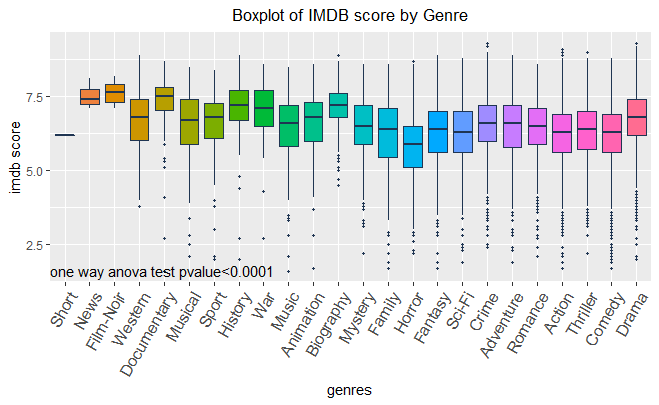 Boxplot of IMDB score by Genre
imdb score
7.5
5.0
2.5
one way anova test pvalue<0.0001
Short
News
Film-Noir
Western
Documentary
Musical
Sport
History
War
Music
Animation
Biography
Mystery
Family
Horror
Fantasy
Sci-Fi
Crime
Adventure
Romance
Action
Thriller
Comedy
Drama
genres